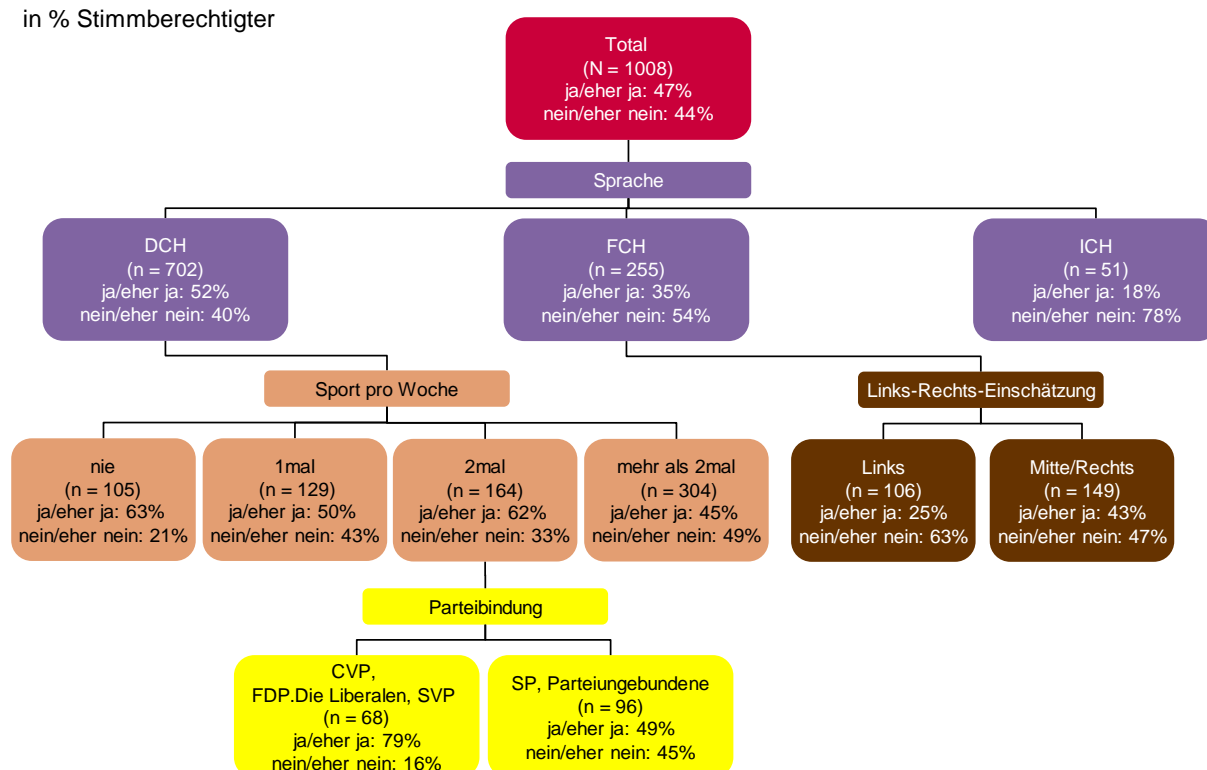 in % Stimmberechtigter
Total
(N = 1008)
ja/eher ja: 47%
nein/eher nein: 44%
Sprache
DCH
(n = 702)
ja/eher ja: 52%
nein/eher nein: 40%
FCH
(n = 255)
ja/eher ja: 35%
nein/eher nein: 54%
ICH
(n = 51)
ja/eher ja: 18%
nein/eher nein: 78%
Sport pro Woche
Links-Rechts-Einschätzung
nie
(n = 105)
ja/eher ja: 63%
nein/eher nein: 21%
1mal
(n = 129)
ja/eher ja: 50%
nein/eher nein: 43%
2mal
(n = 164)
ja/eher ja: 62%
nein/eher nein: 33%
mehr als 2mal
(n = 304)
ja/eher ja: 45%
nein/eher nein: 49%
Links
(n = 106)
ja/eher ja: 25%
nein/eher nein: 63%
Mitte/Rechts
(n = 149)
ja/eher ja: 43%
nein/eher nein: 47%
Parteibindung
CVP,
FDP.Die Liberalen, SVP
(n = 68)
ja/eher ja: 79%
nein/eher nein: 16%
SP, Parteiungebundene
(n = 96)
ja/eher ja: 49%
nein/eher nein: 45%